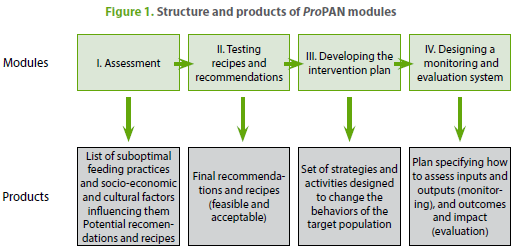 Figure 1. Structure and products of ProPAN modules
Modules
I. Assessment
II. Testing
recipes and
recommendations
III. Developing the
intervention plan
IV. Designing a
monitoring and
evaluation system
Products
List of suboptimal
feeding practices
and socio-economic
and cultural factors
influencing them
Potential recomen-
dations and recipes
Final recommenda-
tions and recipes
(feasible and
acceptable)
Set of strategies and
activities designed
to change the
behaviors of the
target population
Plan specifying how
to assess inputs and
outputs (monitor-
ing), and outcomes
and impact
(evaluation)